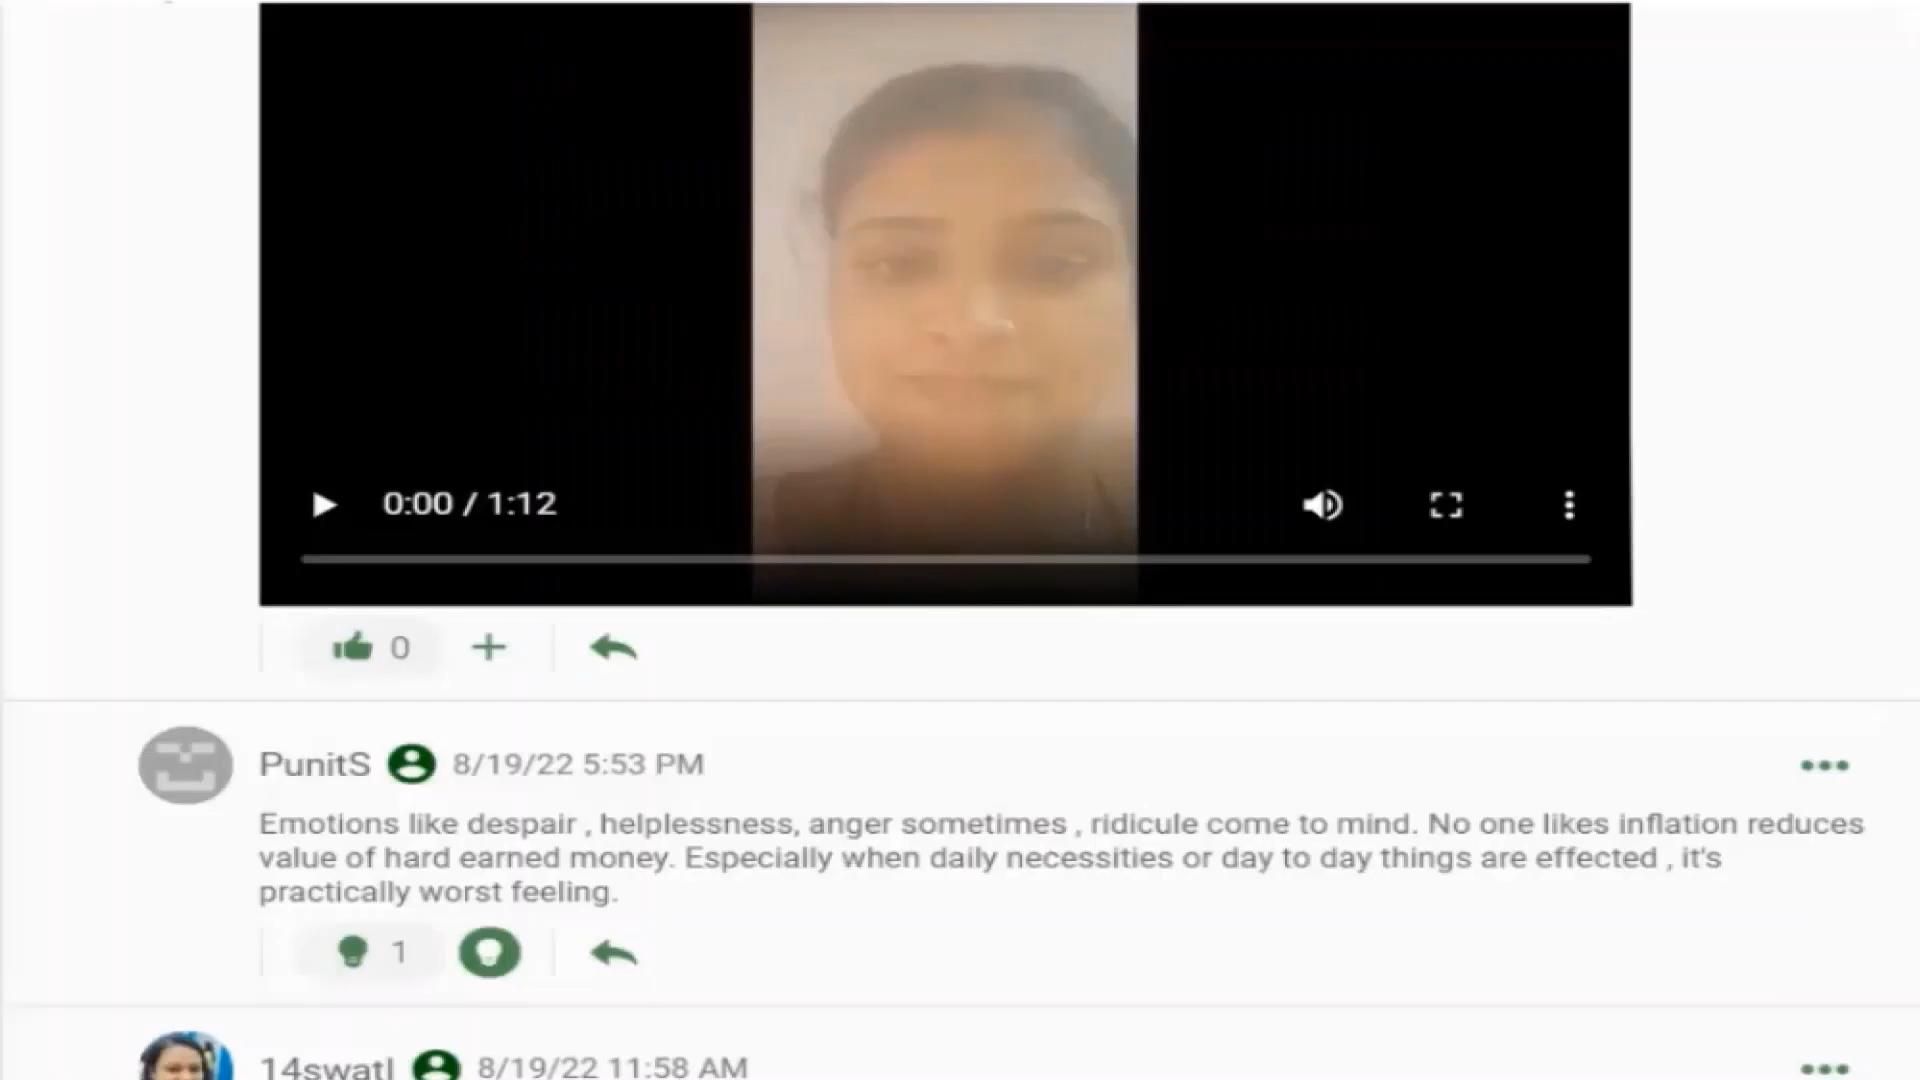 0:00 / 1:12
0
PunitS 8/19/22 5:53 PM
Emotions like despair , helplessness, anger sometimes , ridicule come to mind. No one likes inflation reduces
value of hard earned money. Especially when daily necessities or day to day things are effected , it's
practically worst feeling.
1
14swatI 8/19/22 11:58 AM